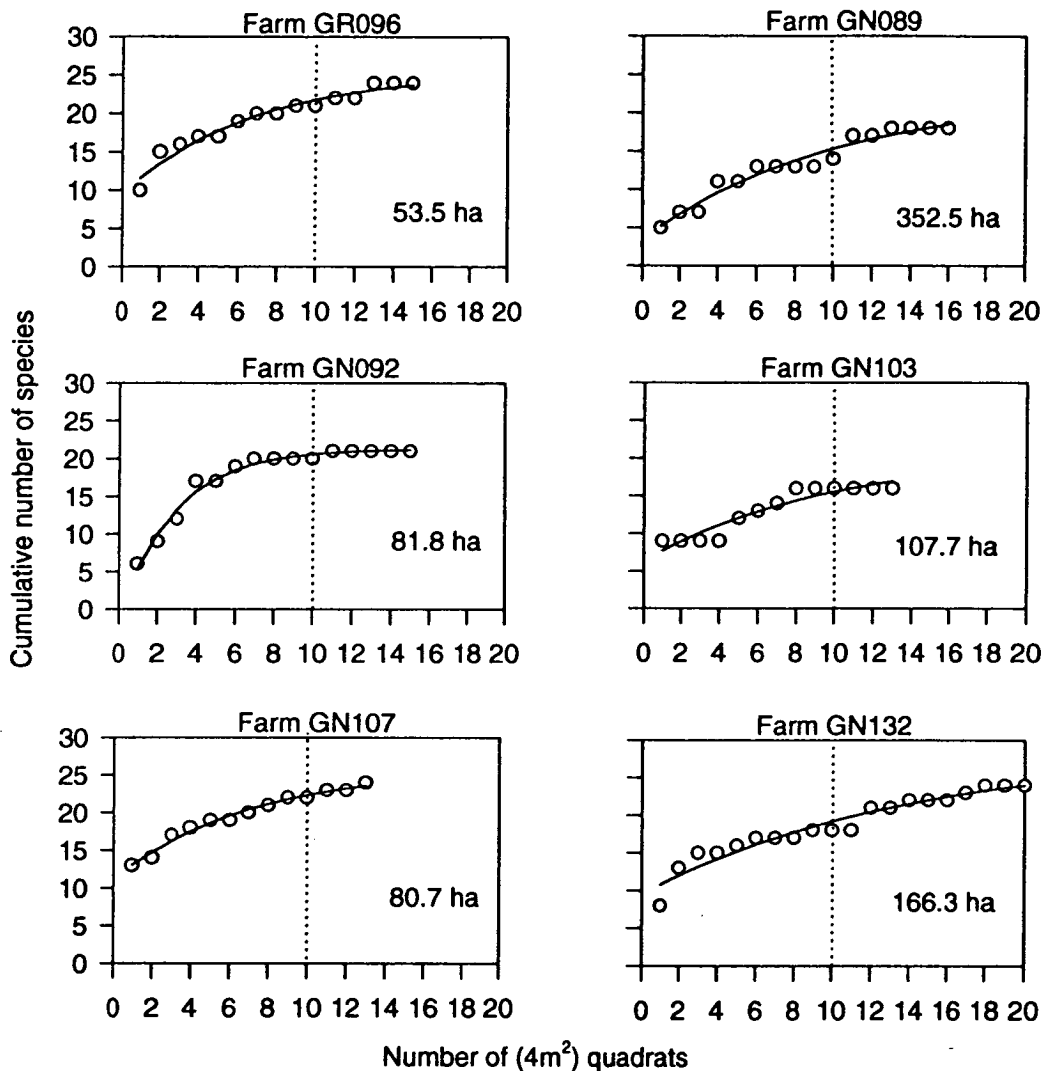 Farm GR096
30
25
20
15
10
5
0
53.5 ha
0 2 4 6 8 10 12 14 16 18 20
Farm GN089
352.5 ha
0 2 4 6 8 10 12 14 16 18 20
Cumulative number of species
Farm GN092
30
25
20
15
10
5
0
81.8 ha
0 2 4 6 8 10 12 14 16 18 20
Farm GN103
107.7 ha
0 2 4 6 8 10 12 14 16 18 20
Farm GN107
30
25
20
15
10
5
0
80.7 ha
0 2 4 6 8 10 12 14 16 18 20
Farm GN132
166.3 ha
0 2 4 6 8 10 12 14 16 18 20
Number of (4m²) quadrats